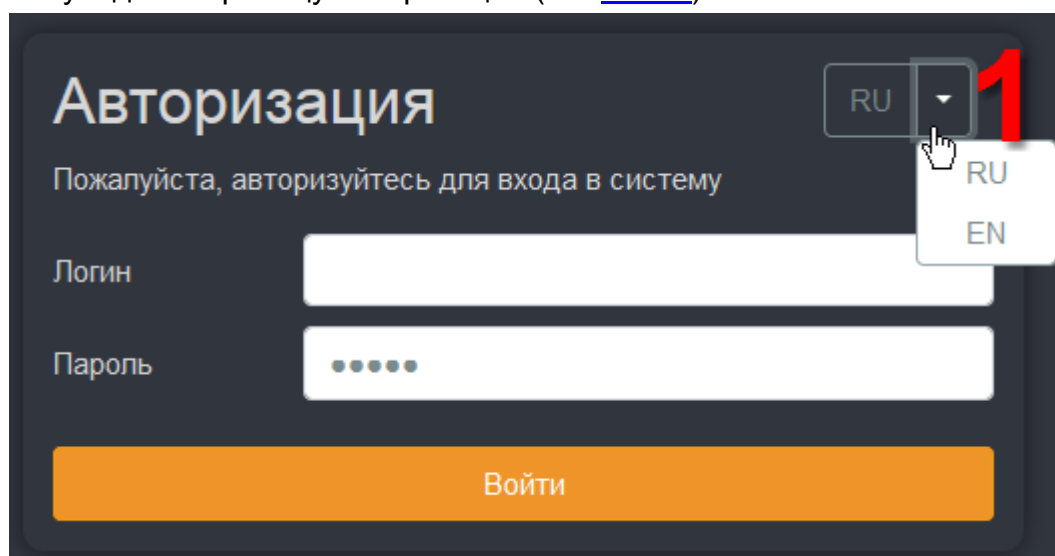 Авторизация
RU
1
Пожалуйста, авторизуйтесь для входа в систему
RU
EN
Логин
Пароль
•••••
Войти